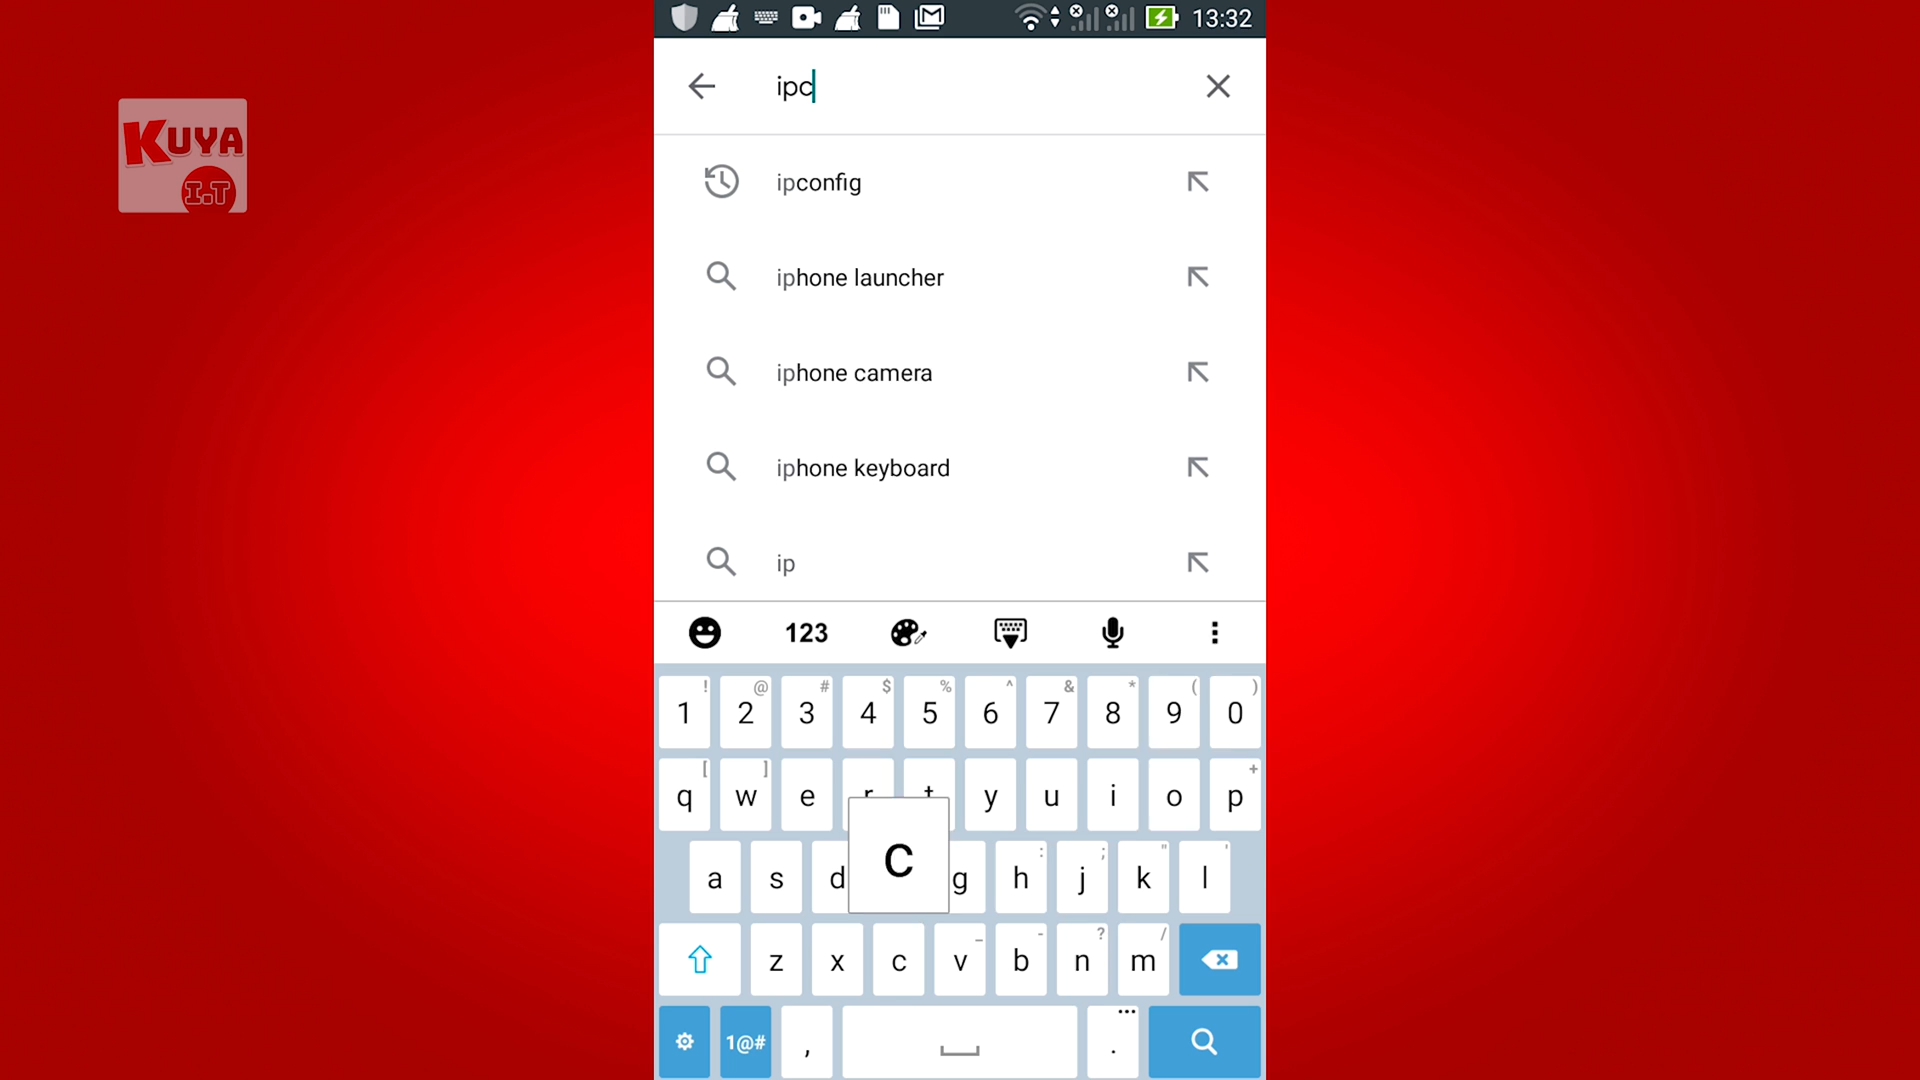 13:32
KUYA
I.T
ipc
ipconfig
iphone launcher
iphone camera
iphone keyboard
ip
123
! @ # $ % ^ & * ( )
1 2 3 4 5 6 7 8 9 0
[ ] +
q w e r t y u i o p
: ; " '
a s d c g h j k l
_ - ? /
z x c v b n m
1@# , . ...